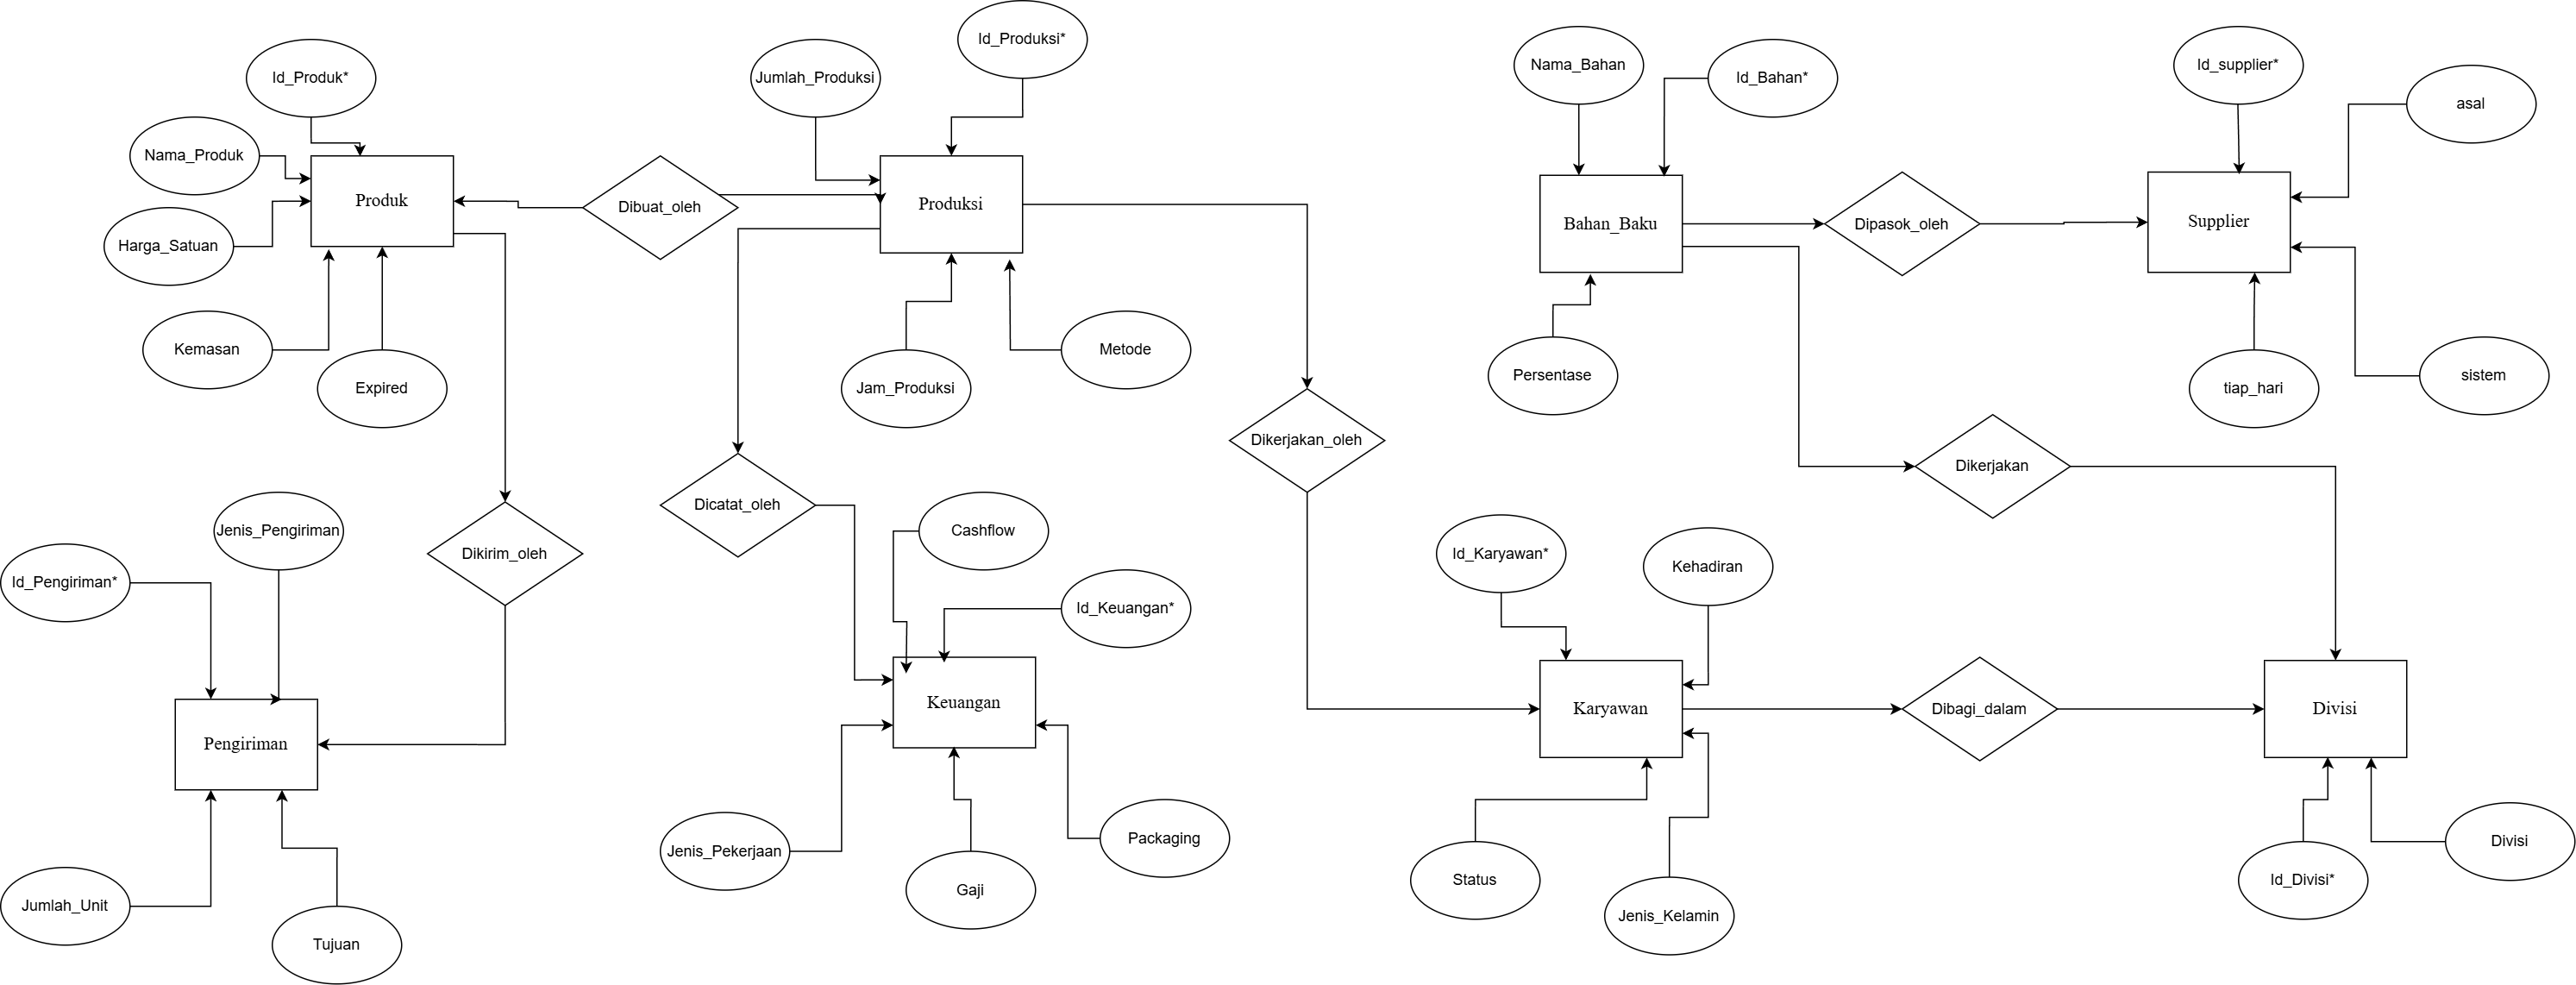 Id_Produksi*
Id_Produk*
Jumlah_Produksi
Nama_Bahan
Id_Bahan*
Id_supplier*
asal
Nama_Produk
Produk
Dibuat_oleh
Produksi
Bahan_Baku
Dipasok_oleh
Supplier
Harga_Satuan
Kemasan
Expired
Jam_Produksi
Metode
Persentase
tiap_hari
sistem
Dikerjakan_oleh
Dikerjakan
Jenis_Pengiriman
Dicatat_oleh
Cashflow
Dikirim_oleh
Id_Karyawan*
Kehadiran
Id_Pengiriman*
Id_Keuangan*
Pengiriman
Keuangan
Karyawan
Dibagi_dalam
Divisi
Jenis_Pekerjaan
Packaging
Divisi
Gaji
Status
Id_Divisi*
Jumlah_Unit
Jenis_Kelamin
Tujuan